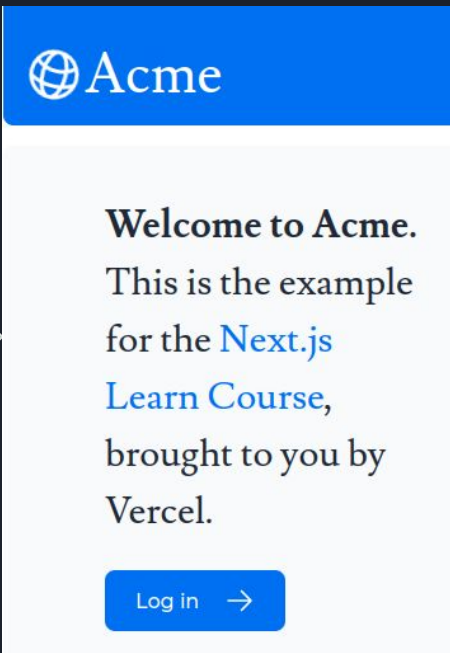 Acme
Welcome to Acme.
This is the example
for the Next.js
Learn Course,
brought to you by
Vercel.
Log in